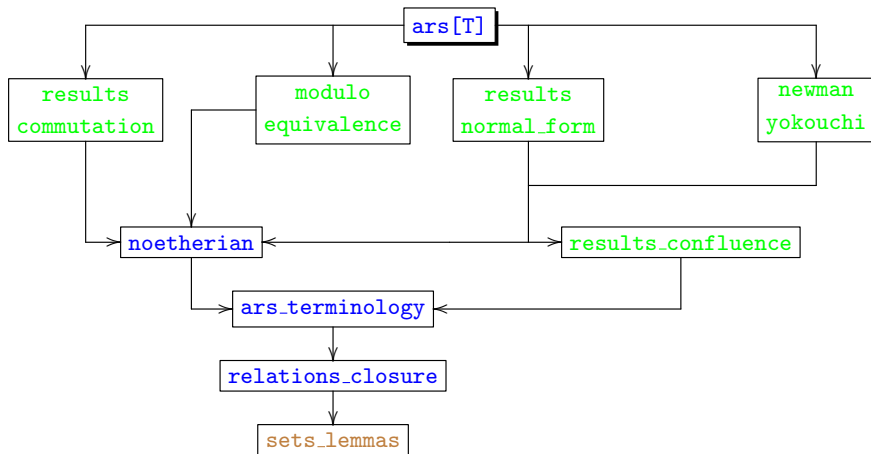 ars[T]
results
commutation
modulo
equivalence
results
normal_form
newman
yokouchi
noetherian
results_confluence
ars_terminology
relations_closure
sets_lemmas